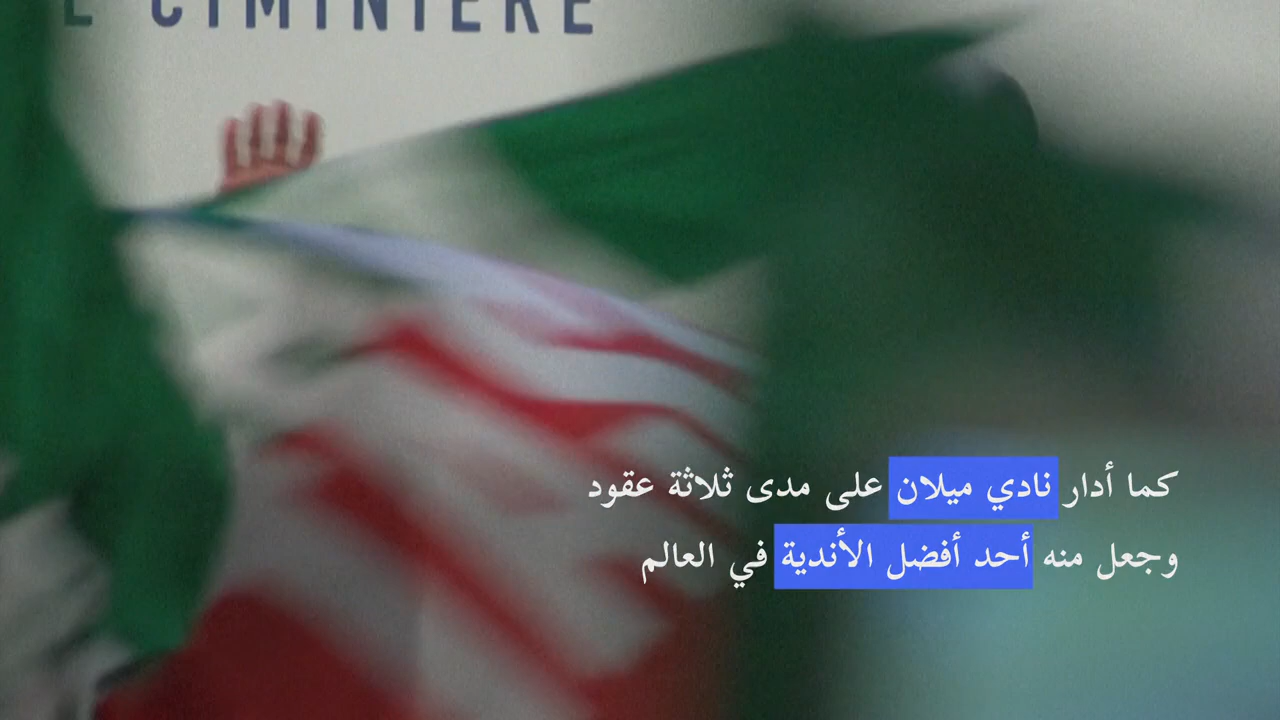 CIMINIERE
كما أدار نادي ميلان على مدى ثلاثة عقود
وجعل منه أحد أفضل الأندية في العالم